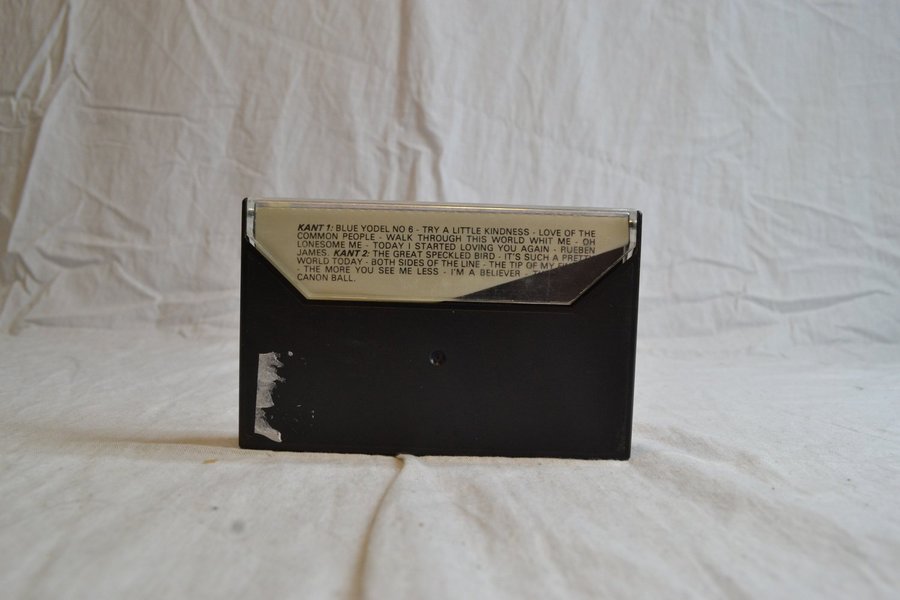 KANT 1: BLUE YODEL NO 6 - TRY A LITTLE KINDNESS - LOVE OF THE
COMMON PEOPLE - WALK THROUGH THIS WORLD WHIT ME - OH
LONESOME ME - TODAY I STARTED LOVING YOU AGAIN - RUEBEN
JAMES. KANT 2: THE GREAT SPECKLED BIRD - IT'S SUCH A PRETTY
WORLD TODAY - BOTH SIDES OF THE LINE - THE TIP OF MY
- THE MORE YOU SEE ME LESS - I'M A BELIEVER -
CANON BALL.